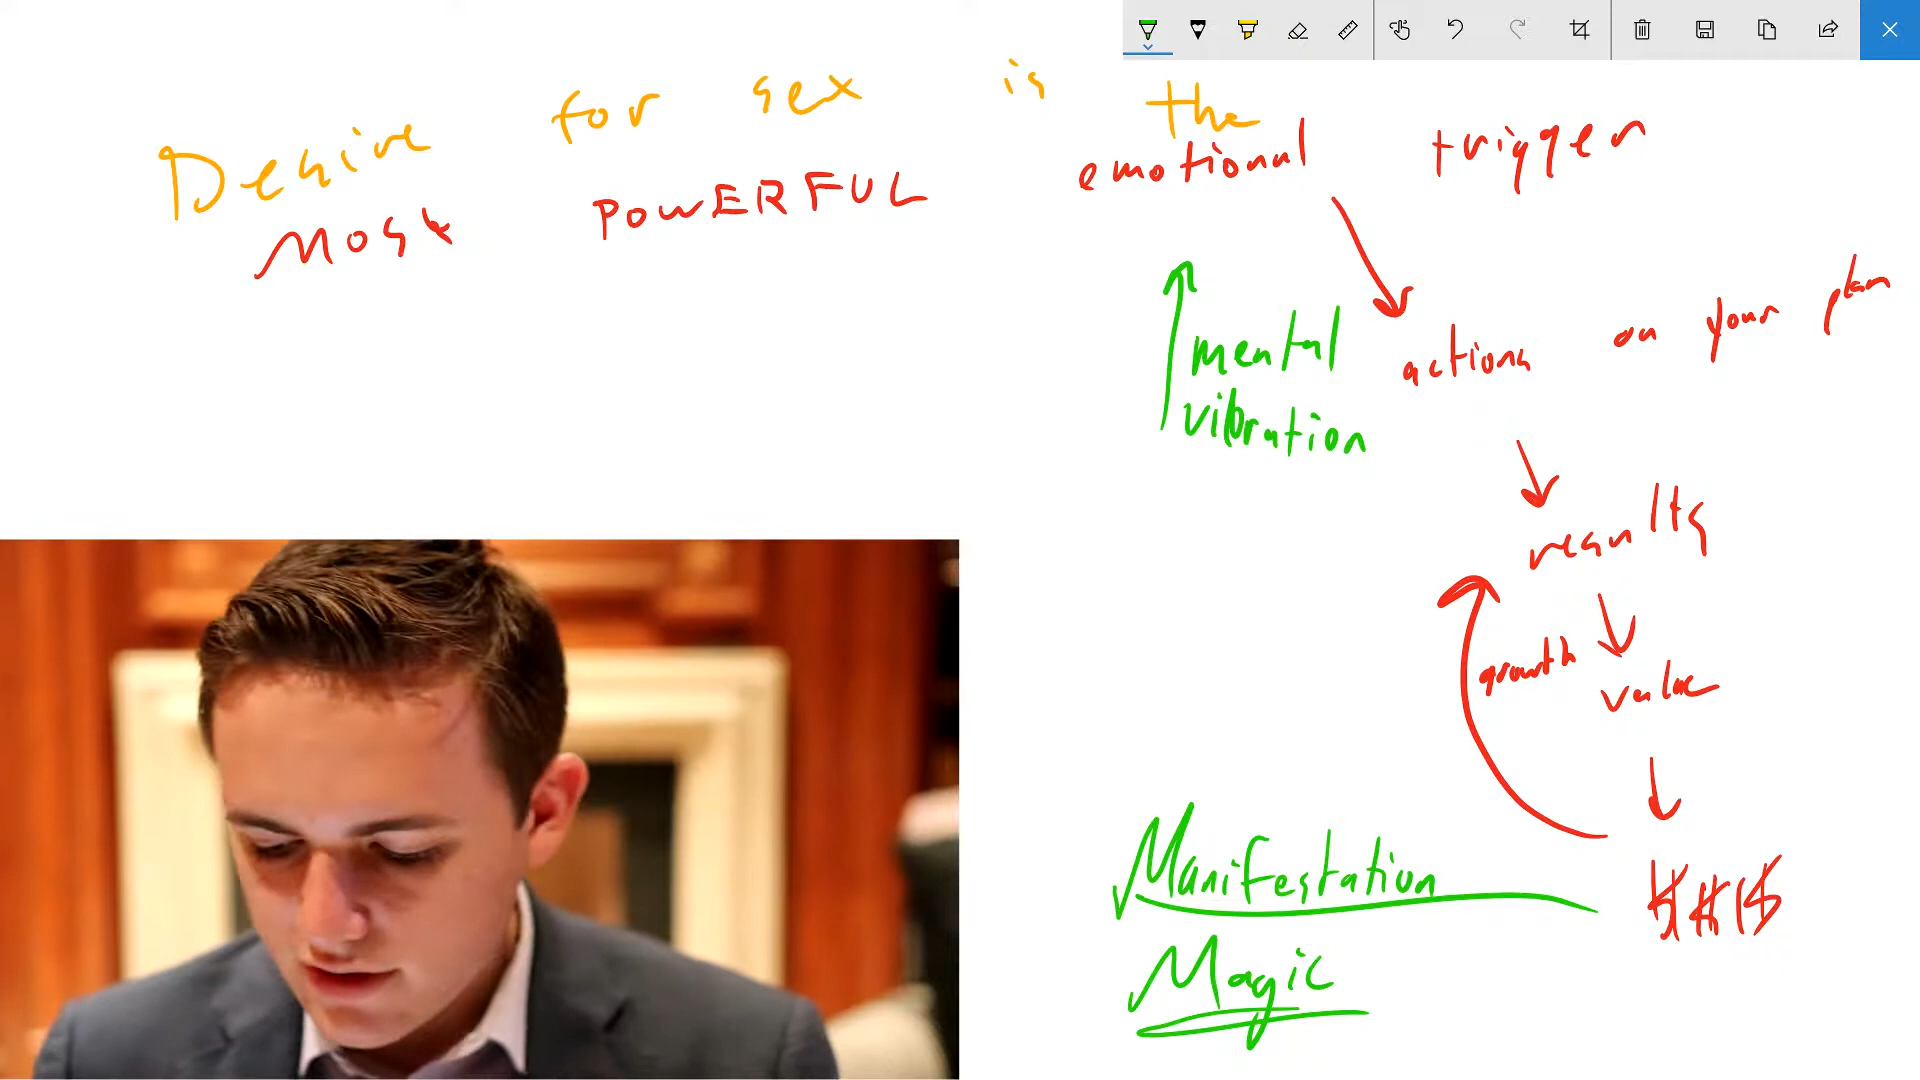 Desire for sex is the
MOST POWERFUL emotional trigger
actions on your plan
mental
vibration
results
growth
value
$$$
Manifestation
Magic